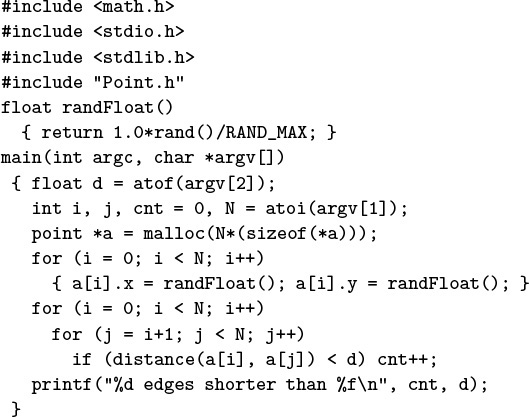 #include <math.h>
#include <stdio.h>
#include <stdlib.h>
#include "Point.h"
float randFloat()
  { return 1.0*rand()/RAND_MAX; }
main(int argc, char *argv[])
 { float d = atof(argv[2]);
   int i, j, cnt = 0, N = atoi(argv[1]);
   point *a = malloc(N*(sizeof(*a)));
   for (i = 0; i < N; i++)
     { a[i].x = randFloat(); a[i].y = randFloat(); }
   for (i = 0; i < N; i++)
     for (j = i+1; j < N; j++)
       if (distance(a[i], a[j]) < d) cnt++;
   printf("%d edges shorter than %f\n", cnt, d);
 }